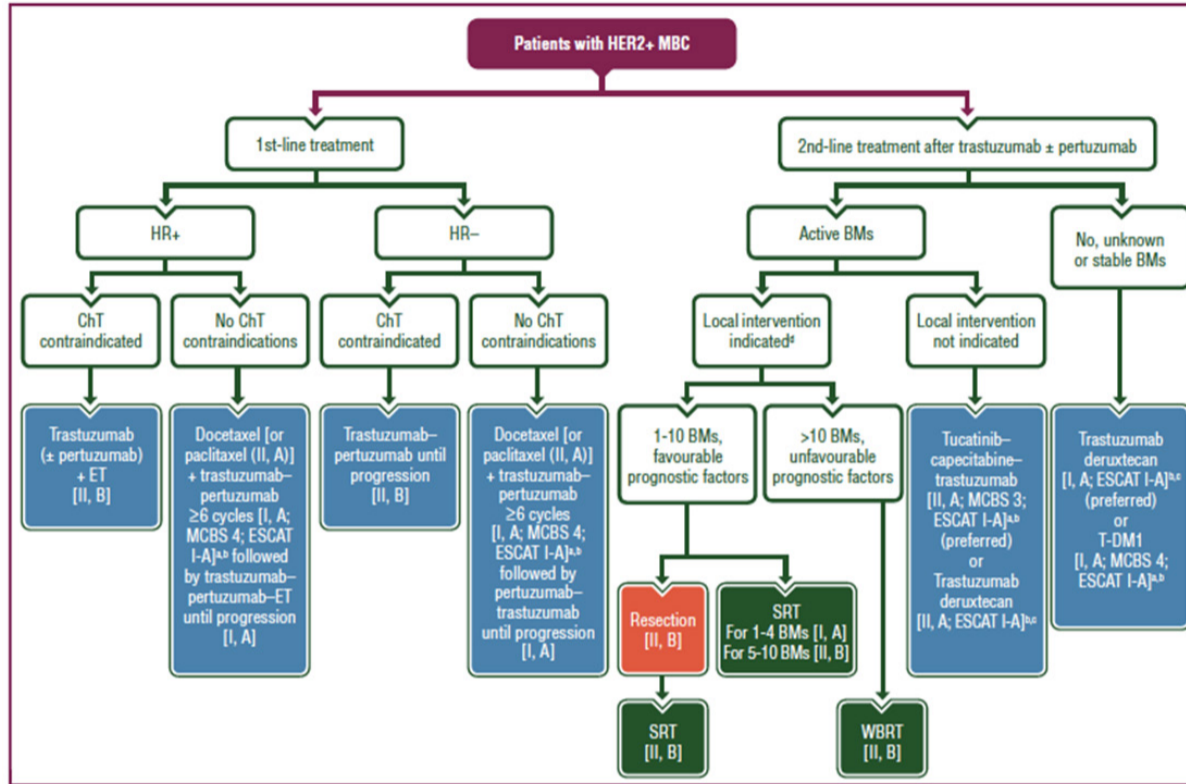 Patients with HER2+ MBC
1st-line treatment
2nd-line treatment after trastuzumab ± pertuzumab
HR+
HR–
Active BMs
No, unknown
or stable BMs
ChT
contraindicated
No ChT
contraindications
ChT
contraindicated
No ChT
contraindications
Local intervention
indicatedᵈ
Local intervention
not indicated
Trastuzumab
(± pertuzumab)
+ ET
[II, B]
Docetaxel [or
paclitaxel (II, A)]
+ trastuzumab–
pertuzumab
≥6 cycles [I, A;
MCBS 4; ESCAT
I-A]ᵃ,ᵇ followed
by trastuzumab–
pertuzumab–ET
until progression
[I, A]
Trastuzumab–
pertuzumab until
progression
[II, B]
Docetaxel [or
paclitaxel (II, A)]
+ trastuzumab–
pertuzumab
≥6 cycles
[I, A; MCBS 4;
ESCAT I-A]ᵃ,ᵇ
followed by
pertuzumab–
trastuzumab
until progression
[I, A]
1-10 BMs,
favourable
prognostic factors
>10 BMs,
unfavourable
prognostic factors
Tucatinib–
capecitabine–
trastuzumab
[II, A; MCBS 3;
ESCAT I-A]ᵃ,ᵇ
(preferred)
or
Trastuzumab
deruxtecan
[II, A; ESCAT I-A]ᵇ,ᶜ
Trastuzumab
deruxtecan
[I, A; ESCAT I-A]ᵇ,ᶜ
(preferred)
or
T-DM1
[I, A; MCBS 4;
ESCAT I-A]ᵃ,ᵇ
Resection
[II, B]
SRT
For 1-4 BMs [I, A]
For 5-10 BMs [II, B]
SRT
[II, B]
WBRT
[II, B]